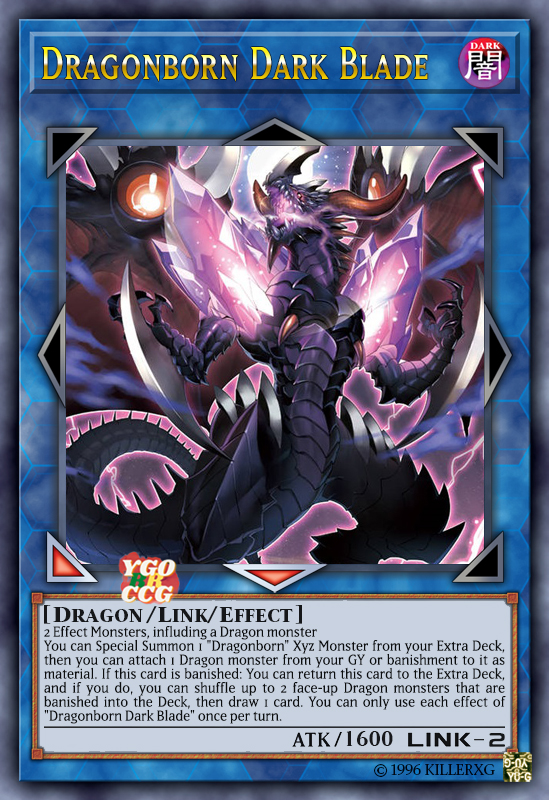 DRAGONBORN DARK BLADE
DARK
闇
YGO
CCG
[DRAGON/LINK/EFFECT]
2 Effect Monsters, influding a Dragon monster
You can Special Summon 1 "Dragonborn" Xyz Monster from your Extra Deck,
then you can attach 1 Dragon monster from your GY or banishment to it as
material. If this card is banished: You can return this card to the Extra Deck,
and if you do, you can shuffle up to 2 face-up Dragon monsters that are
banished into the Deck, then draw 1 card. You can only use each effect of
"Dragonborn Dark Blade" once per turn.
ATK/1600 LINK-2
© 1996 KILLERXG